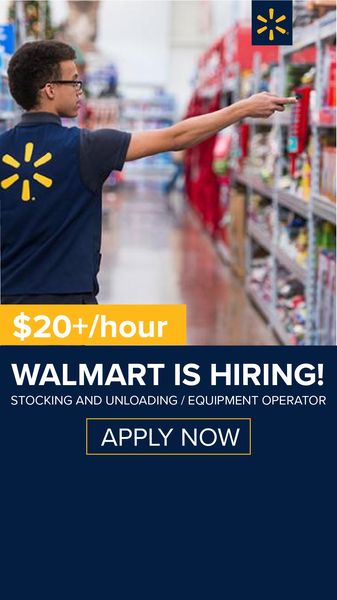 $20+/hour
WALMART IS HIRING!
STOCKING AND UNLOADING / EQUIPMENT OPERATOR
APPLY NOW